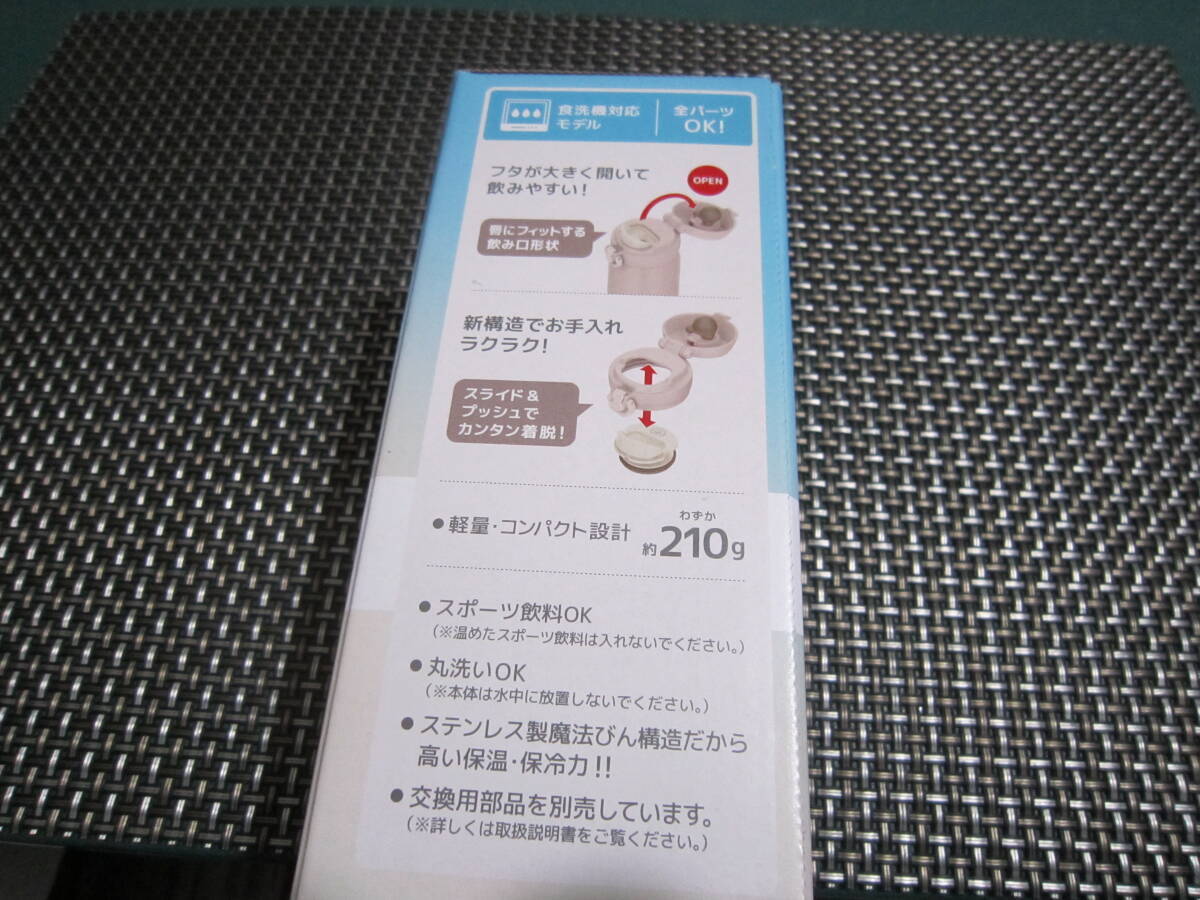 食洗機対応
モデル
全パーツ
OK!
フタが大きく開いて
飲みやすい!
OPEN
唇にフィットする
飲み口形状
新構造でお手入れ
ラクラク!
スライド&
プッシュで
カンタン着脱!
●軽量・コンパクト設計
わずか
約210g
●スポーツ飲料OK
(※温めたスポーツ飲料は入れないでください。)
●丸洗いOK
(※本体は水中に放置しないでください。)
●ステンレス製魔法びん構造だから
高い保温・保冷力!!
●交換用部品を別売しています。
(※詳しくは取扱説明書をご覧ください。)